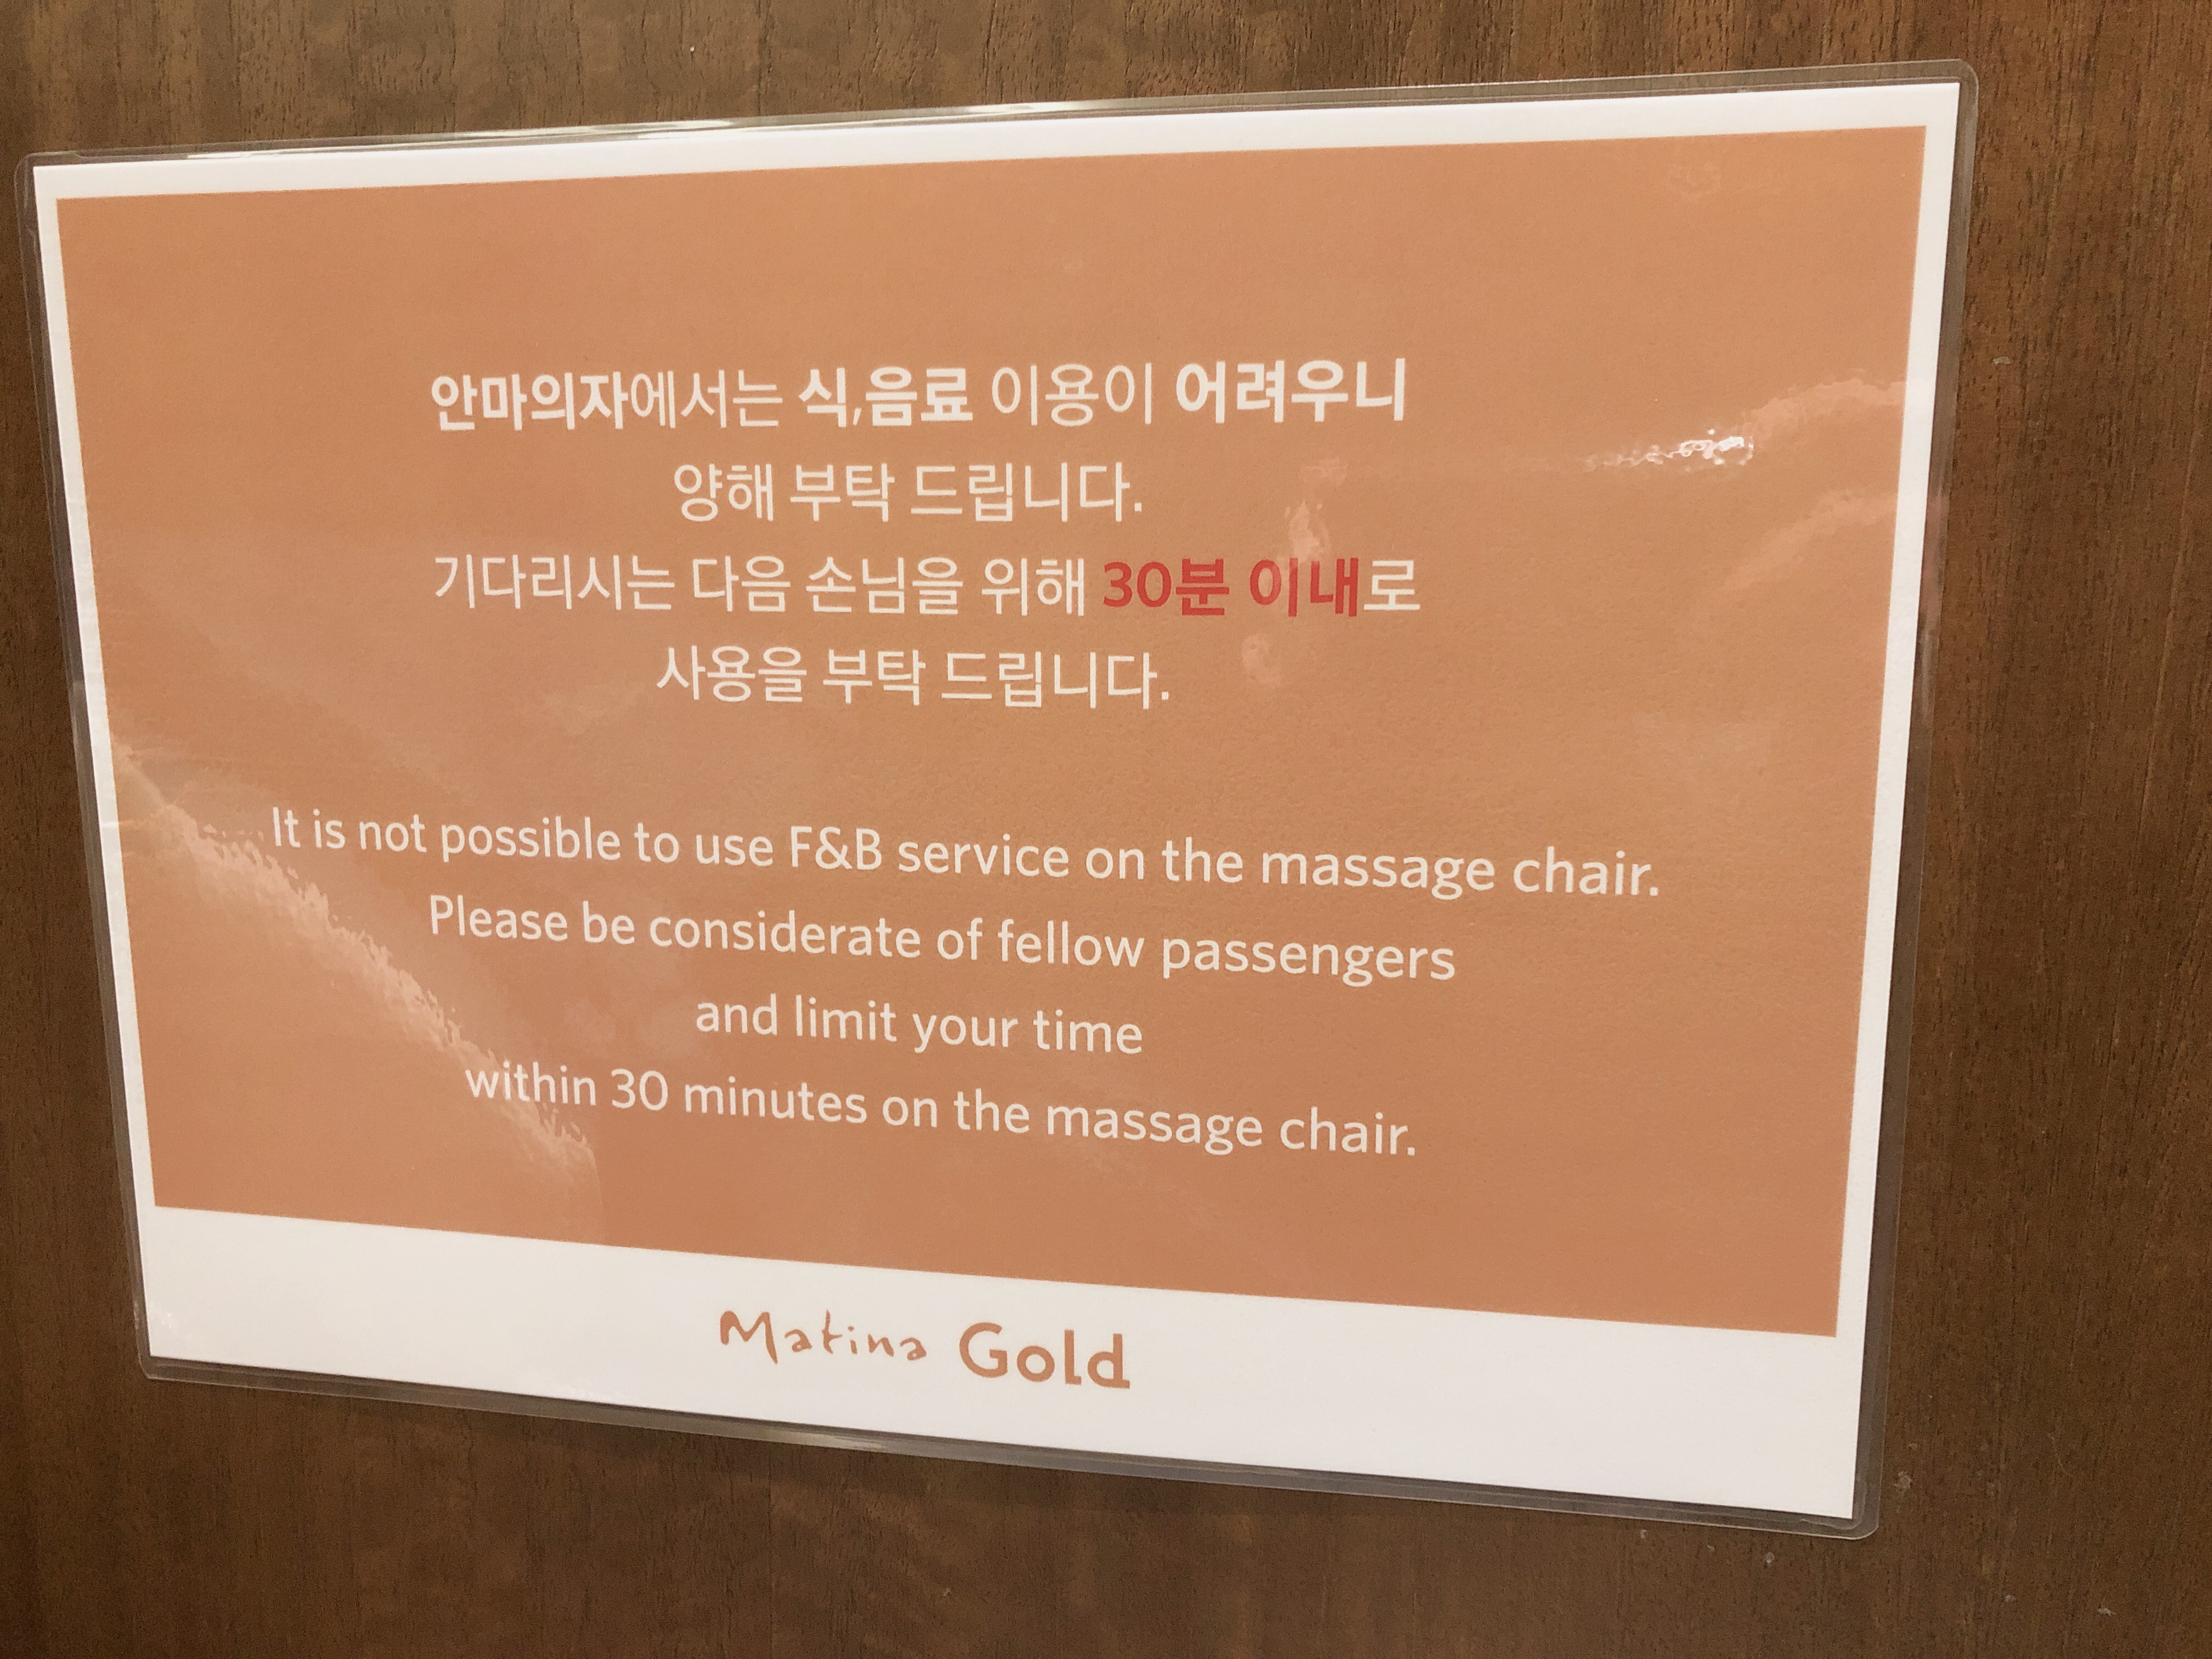 안마의자에서는 식,음료 이용이 어려우니
양해 부탁 드립니다.
기다리시는 다음 손님을 위해 30분 이내로
사용을 부탁 드립니다.
It is not possible to use F&B service on the massage chair.
Please be considerate of fellow passengers
and limit your time
within 30 minutes on the massage chair.
Matina Gold